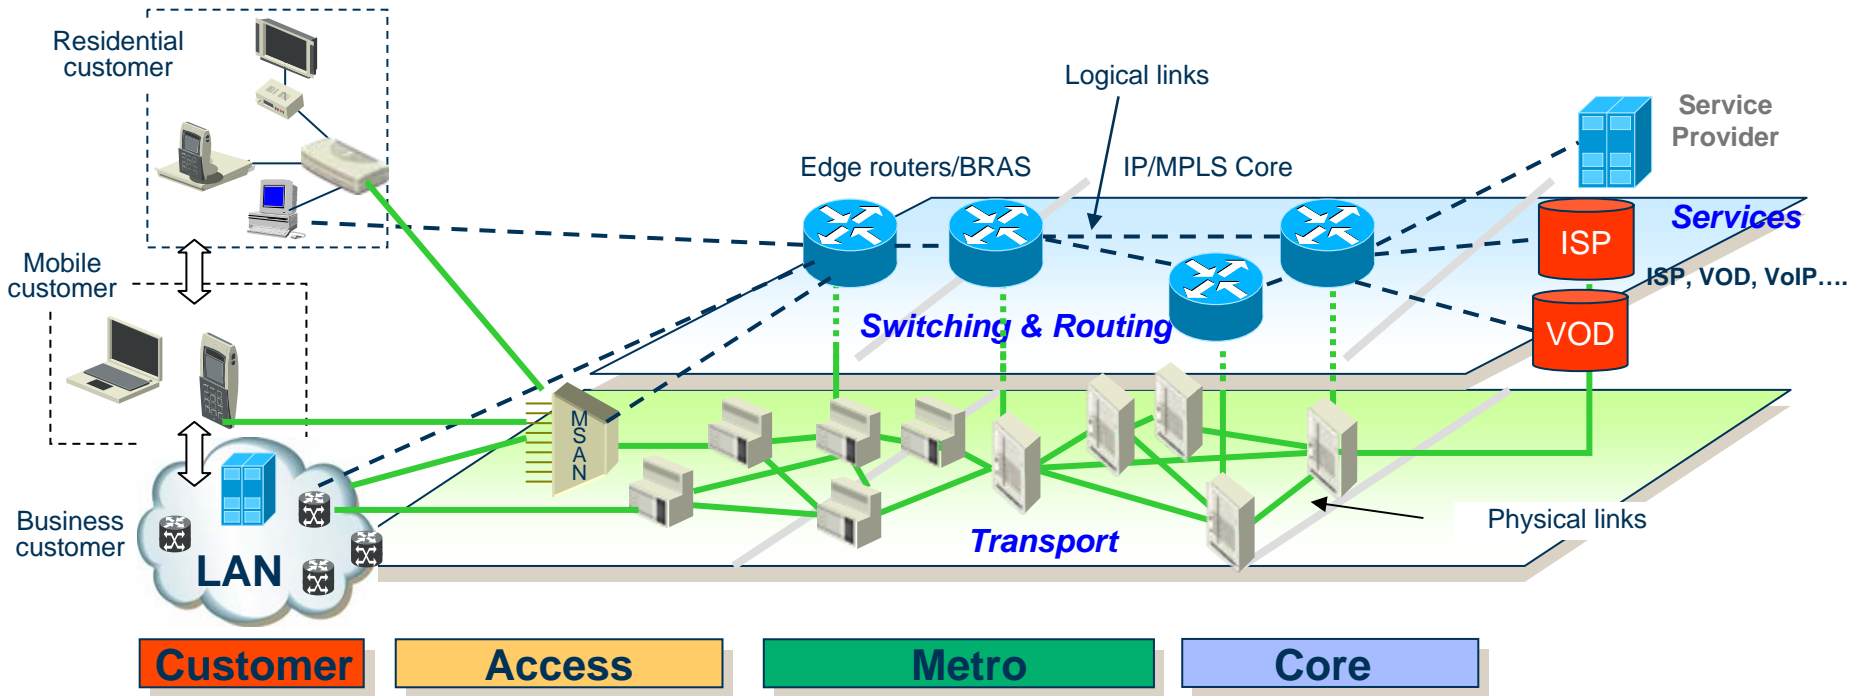 Residential
customer
Logical links
Service
Provider
Edge routers/BRAS
IP/MPLS Core
Services
ISP
Mobile
customer
ISP, VOD, VoIP....
Switching & Routing
VOD
MSAN
Business
customer
LAN
Physical links
Transport
Customer
Access
Metro
Core